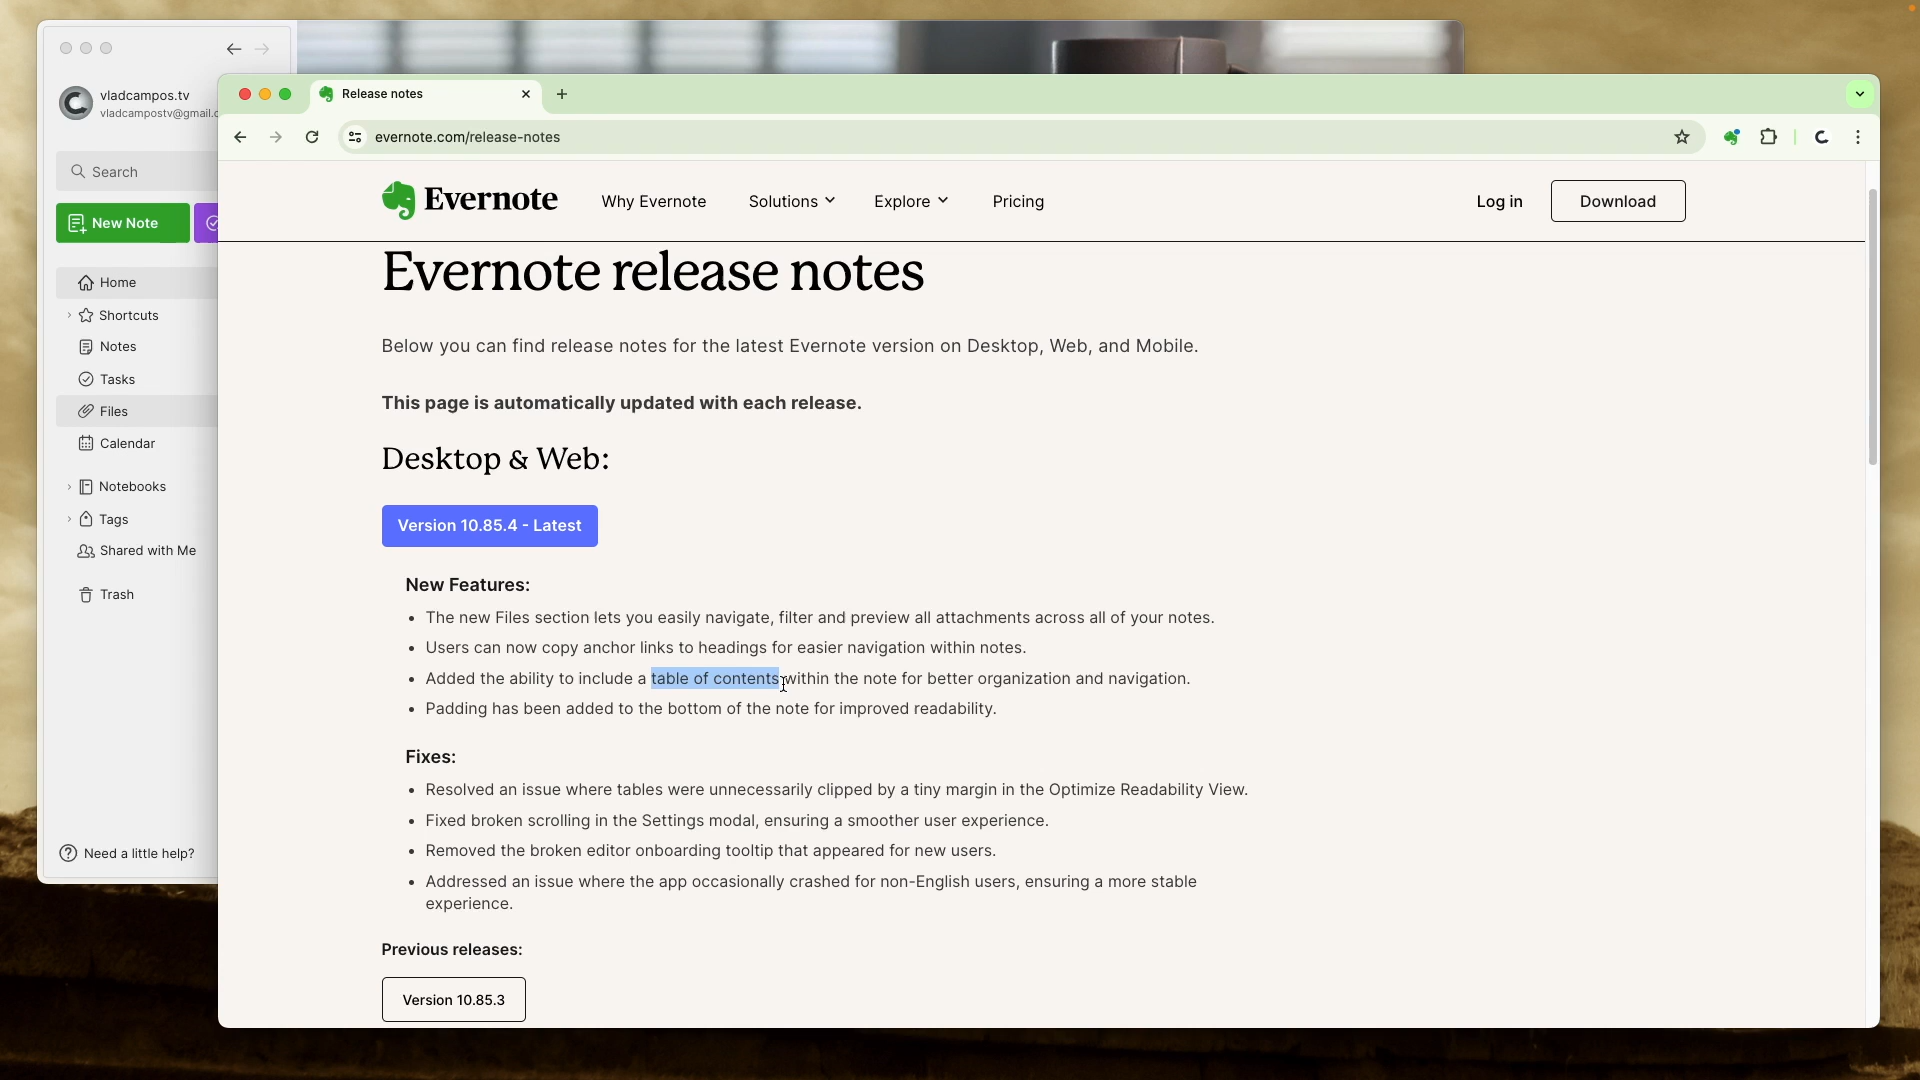 vladcampos.tv
vladcampostv@gmail.c
Search
New Note
Home
Shortcuts
Notes
Tasks
Files
Calendar
Notebooks
Tags
Shared with Me
Trash
Need a little help?
Release notes
evernote.com/release-notes
Evernote
Why Evernote
Solutions
Explore
Pricing
Log in
Download
Evernote release notes
Below you can find release notes for the latest Evernote version on Desktop, Web, and Mobile.
This page is automatically updated with each release.
Desktop & Web:
Version 10.85.4 - Latest
New Features:
• The new Files section lets you easily navigate, filter and preview all attachments across all of your notes.
• Users can now copy anchor links to headings for easier navigation within notes.
• Added the ability to include a table of contents within the note for better organization and navigation.
• Padding has been added to the bottom of the note for improved readability.
Fixes:
• Resolved an issue where tables were unnecessarily clipped by a tiny margin in the Optimize Readability View.
• Fixed broken scrolling in the Settings modal, ensuring a smoother user experience.
• Removed the broken editor onboarding tooltip that appeared for new users.
• Addressed an issue where the app occasionally crashed for non-English users, ensuring a more stable
experience.
Previous releases:
Version 10.85.3